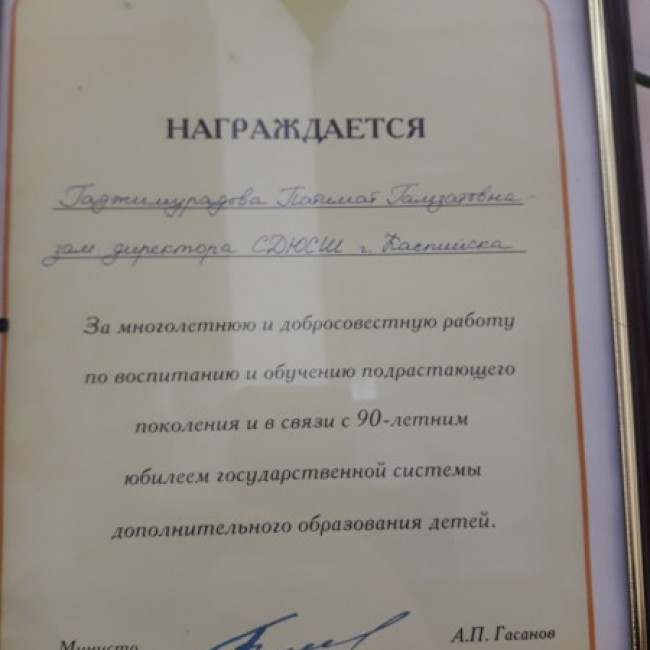 НАГРАЖДАЕТСЯ
Гаджимурадова Патимат Гамзатовна -
зам директора СДЮСШ г. Каспийска
За многолетнюю и добросовестную работу
по воспитанию и обучению подрастающего
поколения и в связи с 90-летним
юбилеем государственной системы
дополнительного образования детей.
Министр А.П. Гасанов